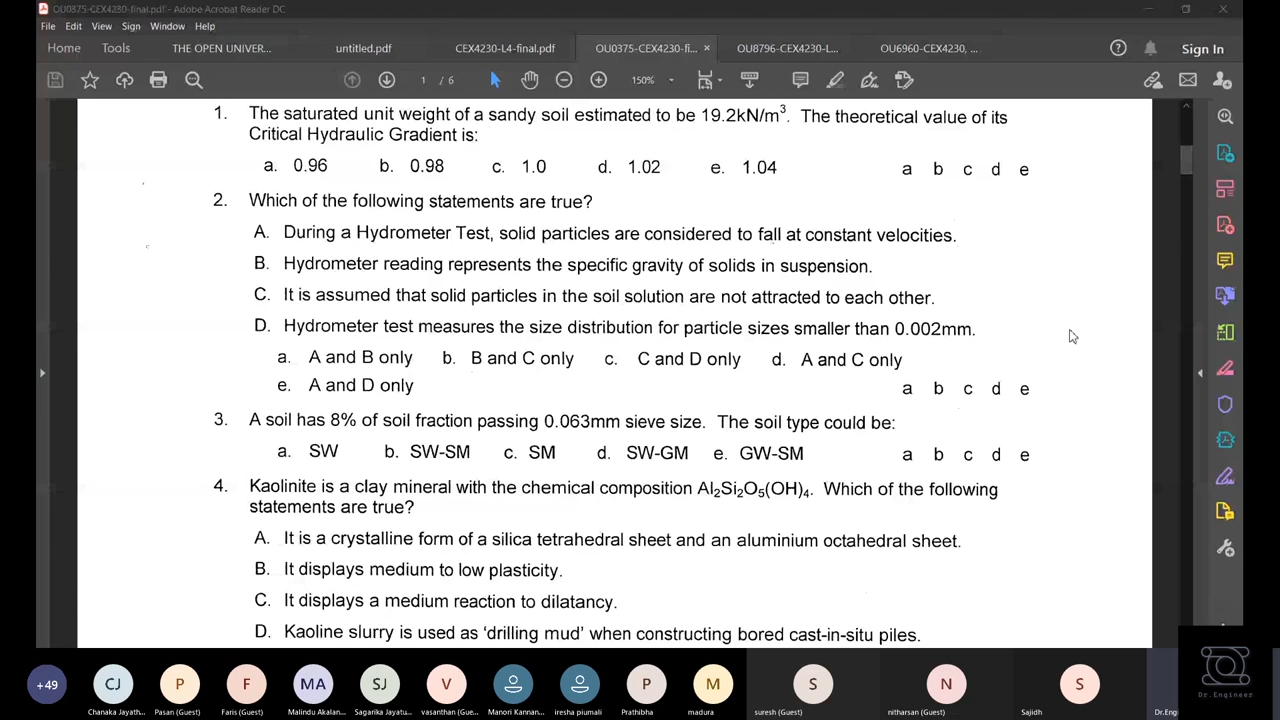 OU0375-CEX4230-final.pdf - Adobe Acrobat Reader DC
File Edit View Sign Window Help
Home Tools THE OPEN UNIVER... untitled.pdf CEX4230-L4-final.pdf OU0375-CEX4230-fi... × OU8796-CEX4230-L... OU6960-CEX4230, ... Sign In
1 / 6 150%
1. The saturated unit weight of a sandy soil estimated to be 19.2kN/m³. The theoretical value of its
Critical Hydraulic Gradient is:
a. 0.96 b. 0.98 c. 1.0 d. 1.02 e. 1.04 a b c d e
2. Which of the following statements are true?
A. During a Hydrometer Test, solid particles are considered to fall at constant velocities.
B. Hydrometer reading represents the specific gravity of solids in suspension.
C. It is assumed that solid particles in the soil solution are not attracted to each other.
D. Hydrometer test measures the size distribution for particle sizes smaller than 0.002mm.
a. A and B only b. B and C only c. C and D only d. A and C only
e. A and D only a b c d e
3. A soil has 8% of soil fraction passing 0.063mm sieve size. The soil type could be:
a. SW b. SW-SM c. SM d. SW-GM e. GW-SM a b c d e
4. Kaolinite is a clay mineral with the chemical composition Al₂Si₂O₅(OH)₄. Which of the following
statements are true?
A. It is a crystalline form of a silica tetrahedral sheet and an aluminium octahedral sheet.
B. It displays medium to low plasticity.
C. It displays a medium reaction to dilatancy.
D. Kaoline slurry is used as 'drilling mud' when constructing bored cast-in-situ piles.
+49 CJ P F MA SJ V P M S N S
Chanaka Jayath... Pasan (Guest) Faris (Guest) Malindu Akalan... Sagarika Jayatu... vasanthan (Gue... Manori Kannan... iresha piumali Prathibha madura suresh (Guest) nitharsan (Guest) Sajidh Dr.Eng
Dr.Engineer